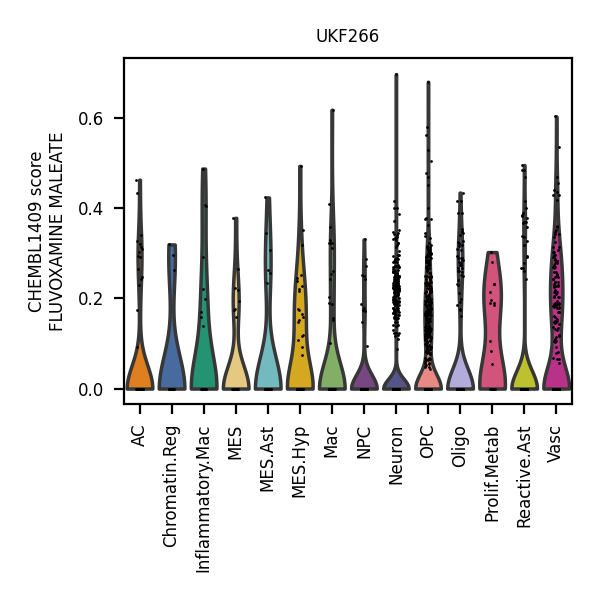 UKF266
CHEMBL1409 score
FLUVOXAMINE MALEATE
0.6
0.4
0.2
0.0
AC
Chromatin.Reg
Inflammatory.Mac
MES
MES.Ast
MES.Hyp
Mac
NPC
Neuron
OPC
Oligo
Prolif.Metab
Reactive.Ast
Vasc